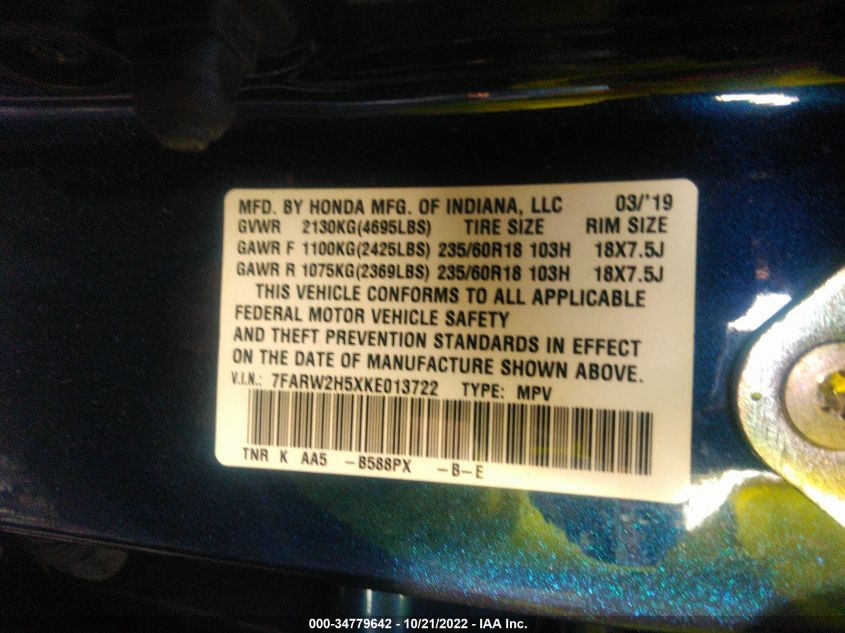 MFD. BY HONDA MFG. OF INDIANA, LLC 03/'19
GVWR 2130KG(4695LBS) TIRE SIZE RIM SIZE
GAWR F 1100KG(2425LBS) 235/60R18 103H 18X7.5J
GAWR R 1075KG(2369LBS) 235/60R18 103H 18X7.5J
THIS VEHICLE CONFORMS TO ALL APPLICABLE
FEDERAL MOTOR VEHICLE SAFETY
AND THEFT PREVENTION STANDARDS IN EFFECT
ON THE DATE OF MANUFACTURE SHOWN ABOVE.
V.I.N.: 7FARW2H5XKE013722 TYPE: MPV
TNR K AA5 -B588PX -B-E
000-34779642 - 10/21/2022 - IAA Inc.